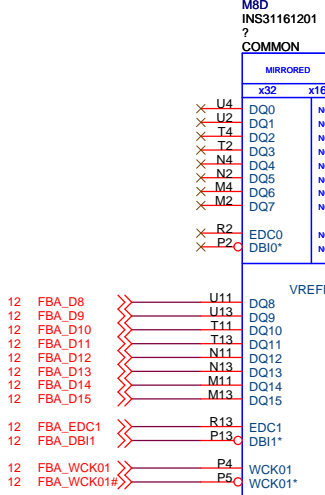 M8D
INS31161201
?
COMMON
MIRRORED
x32 x16
U4 DQ0
U2 DQ1
T4 DQ2
T2 DQ3
N4 DQ4
N2 DQ5
M4 DQ6
M2 DQ7
R2 EDC0
P2 DBI0*
VREF
12 FBA_D8 U11 DQ8
12 FBA_D9 U13 DQ9
12 FBA_D10 T11 DQ10
12 FBA_D11 T13 DQ11
12 FBA_D12 N11 DQ12
12 FBA_D13 N13 DQ13
12 FBA_D14 M11 DQ14
12 FBA_D15 M13 DQ15
12 FBA_EDC1 R13 EDC1
12 FBA_DBI1 P13 DBI1*
12 FBA_WCK01 P4 WCK01
12 FBA_WCK01# P5 WCK01*